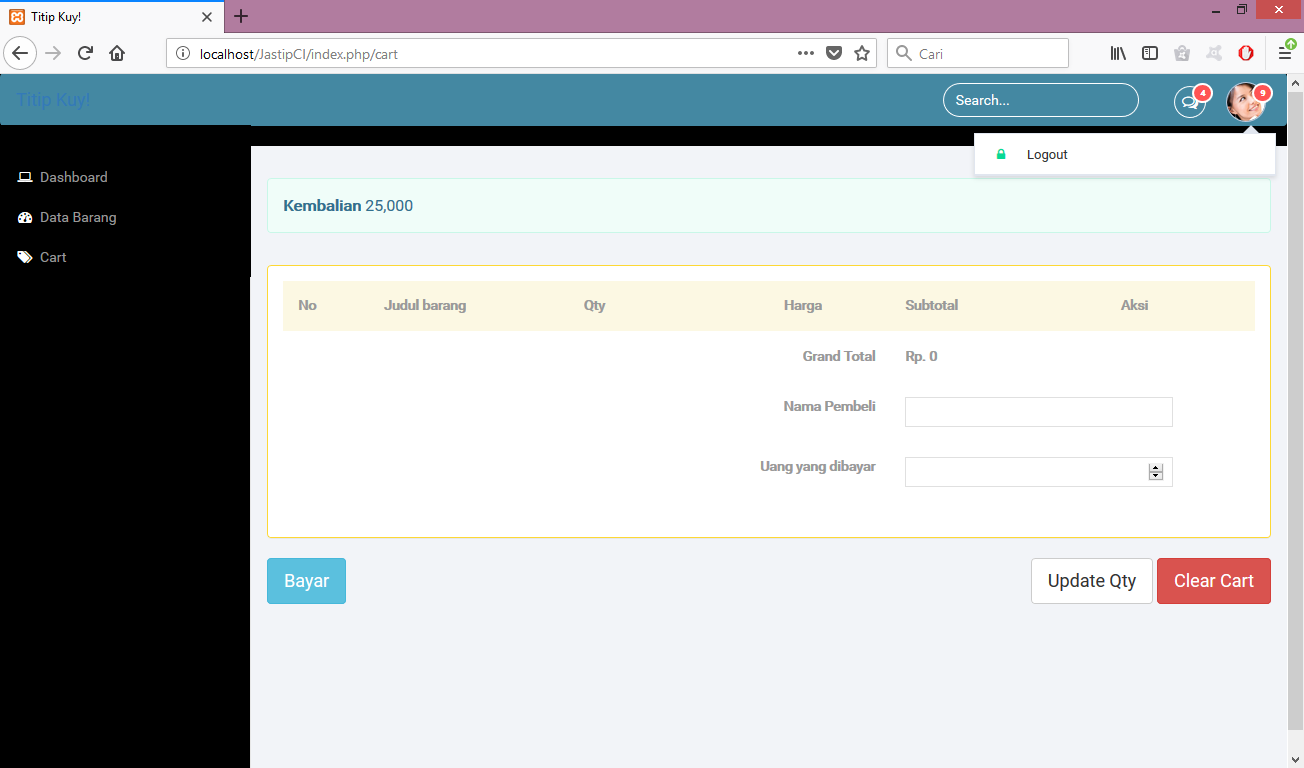 Titip Kuy!
localhost/JastipCI/index.php/cart
Cari
Titip Kuy!
Search...
4
9
Logout
Dashboard
Data Barang
Cart
Kembalian 25,000
No Judul barang Qty Harga Subtotal Aksi
Grand Total Rp. 0
Nama Pembeli
Uang yang dibayar
Bayar Update Qty Clear Cart